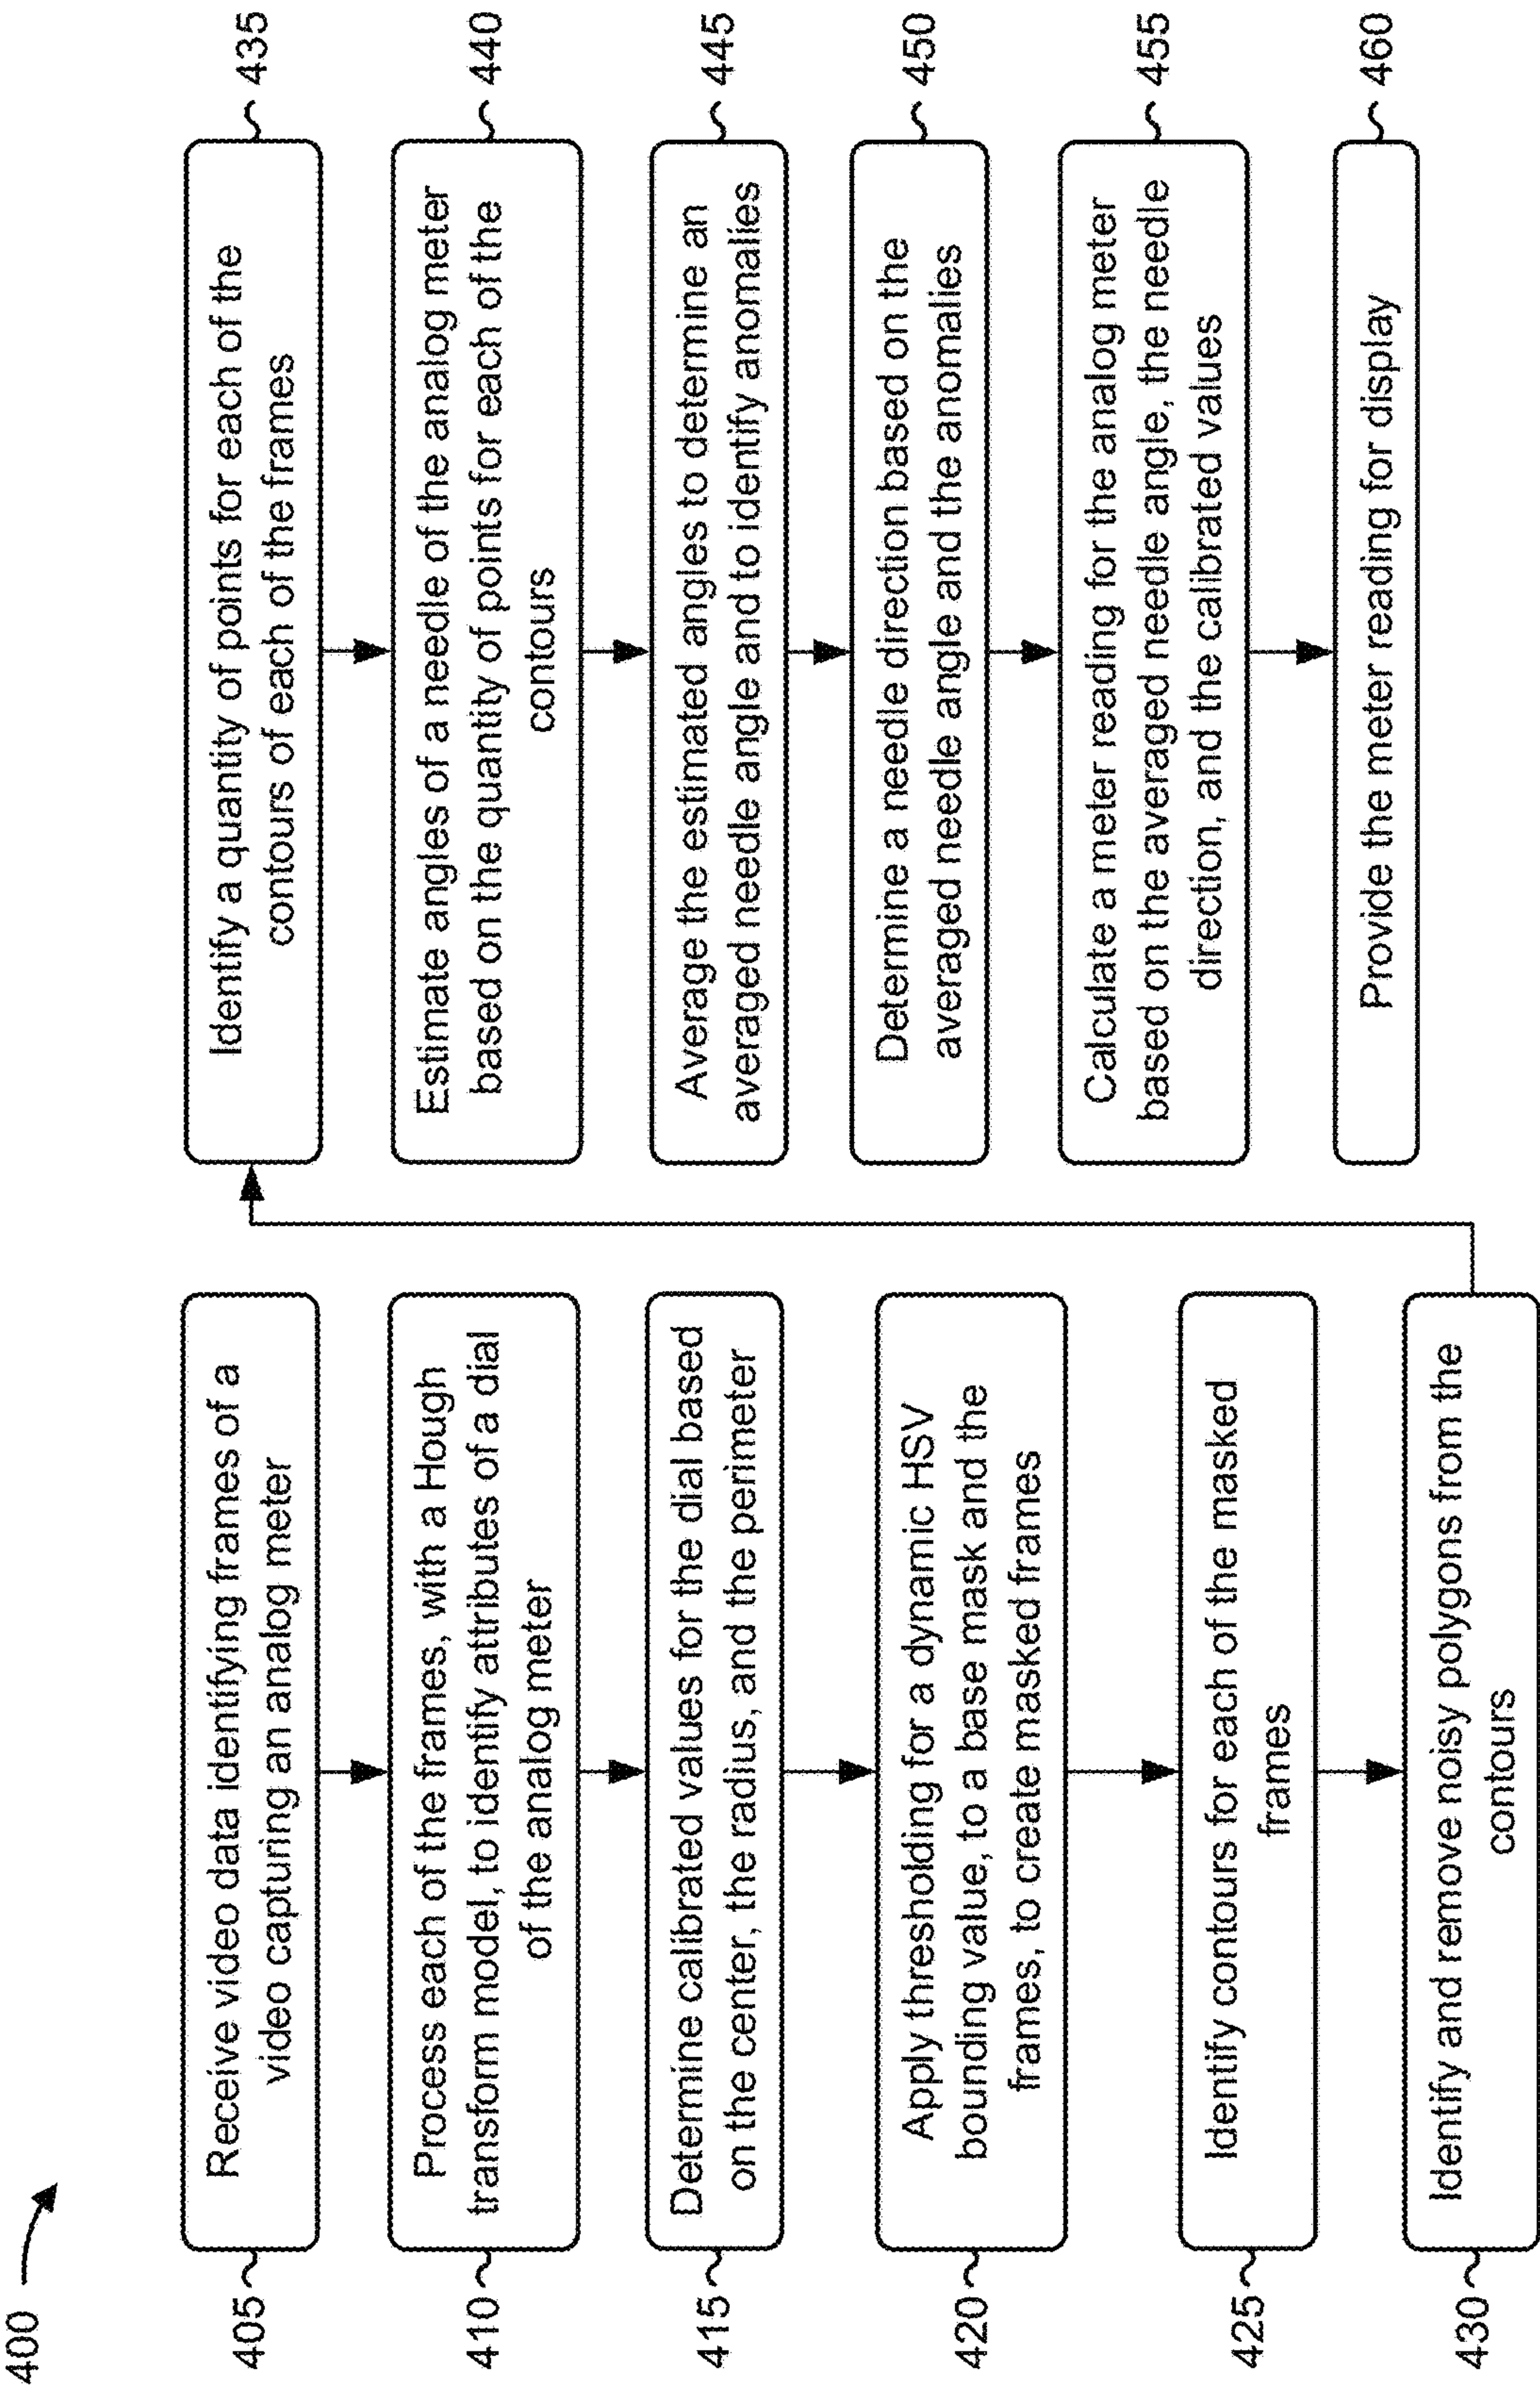 400
405
Receive video data identifying frames of a
video capturing an analog meter
410
Process each of the frames, with a Hough
transform model, to identify attributes of a dial
of the analog meter
415
Determine calibrated values for the dial based
on the center, the radius, and the perimeter
420
Apply thresholding for a dynamic HSV
bounding value, to a base mask and the
frames, to create masked frames
425
Identify contours for each of the masked
frames
430
Identify and remove noisy polygons from the
contours
Identify a quantity of points for each of the
contours of each of the frames
435
Estimate angles of a needle of the analog meter
based on the quantity of points for each of the
contours
440
Average the estimated angles to determine an
averaged needle angle and to identify anomalies
445
Determine a needle direction based on the
averaged needle angle and the anomalies
450
Calculate a meter reading for the analog meter
based on the averaged needle angle, the needle
direction, and the calibrated values
455
Provide the meter reading for display
460